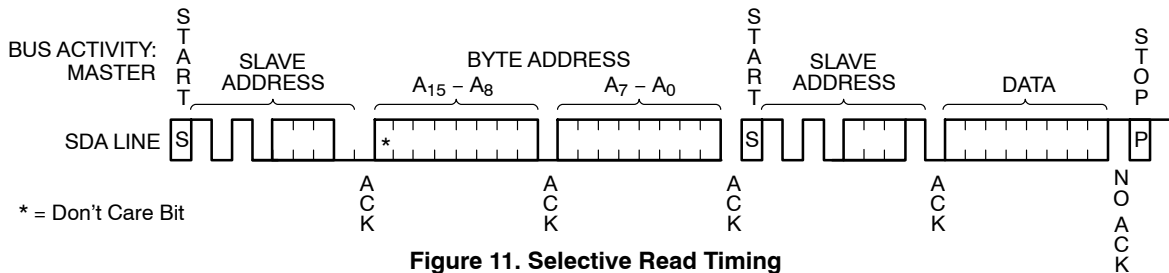 START
BUS ACTIVITY:
MASTER
SLAVE
ADDRESS
BYTE ADDRESS
A15 – A8
A7 – A0
START
SLAVE
ADDRESS
DATA
STOP
SDA LINE
S
*
S
P
ACK
ACK
ACK
ACK
NO ACK
* = Don't Care Bit
Figure 11. Selective Read Timing